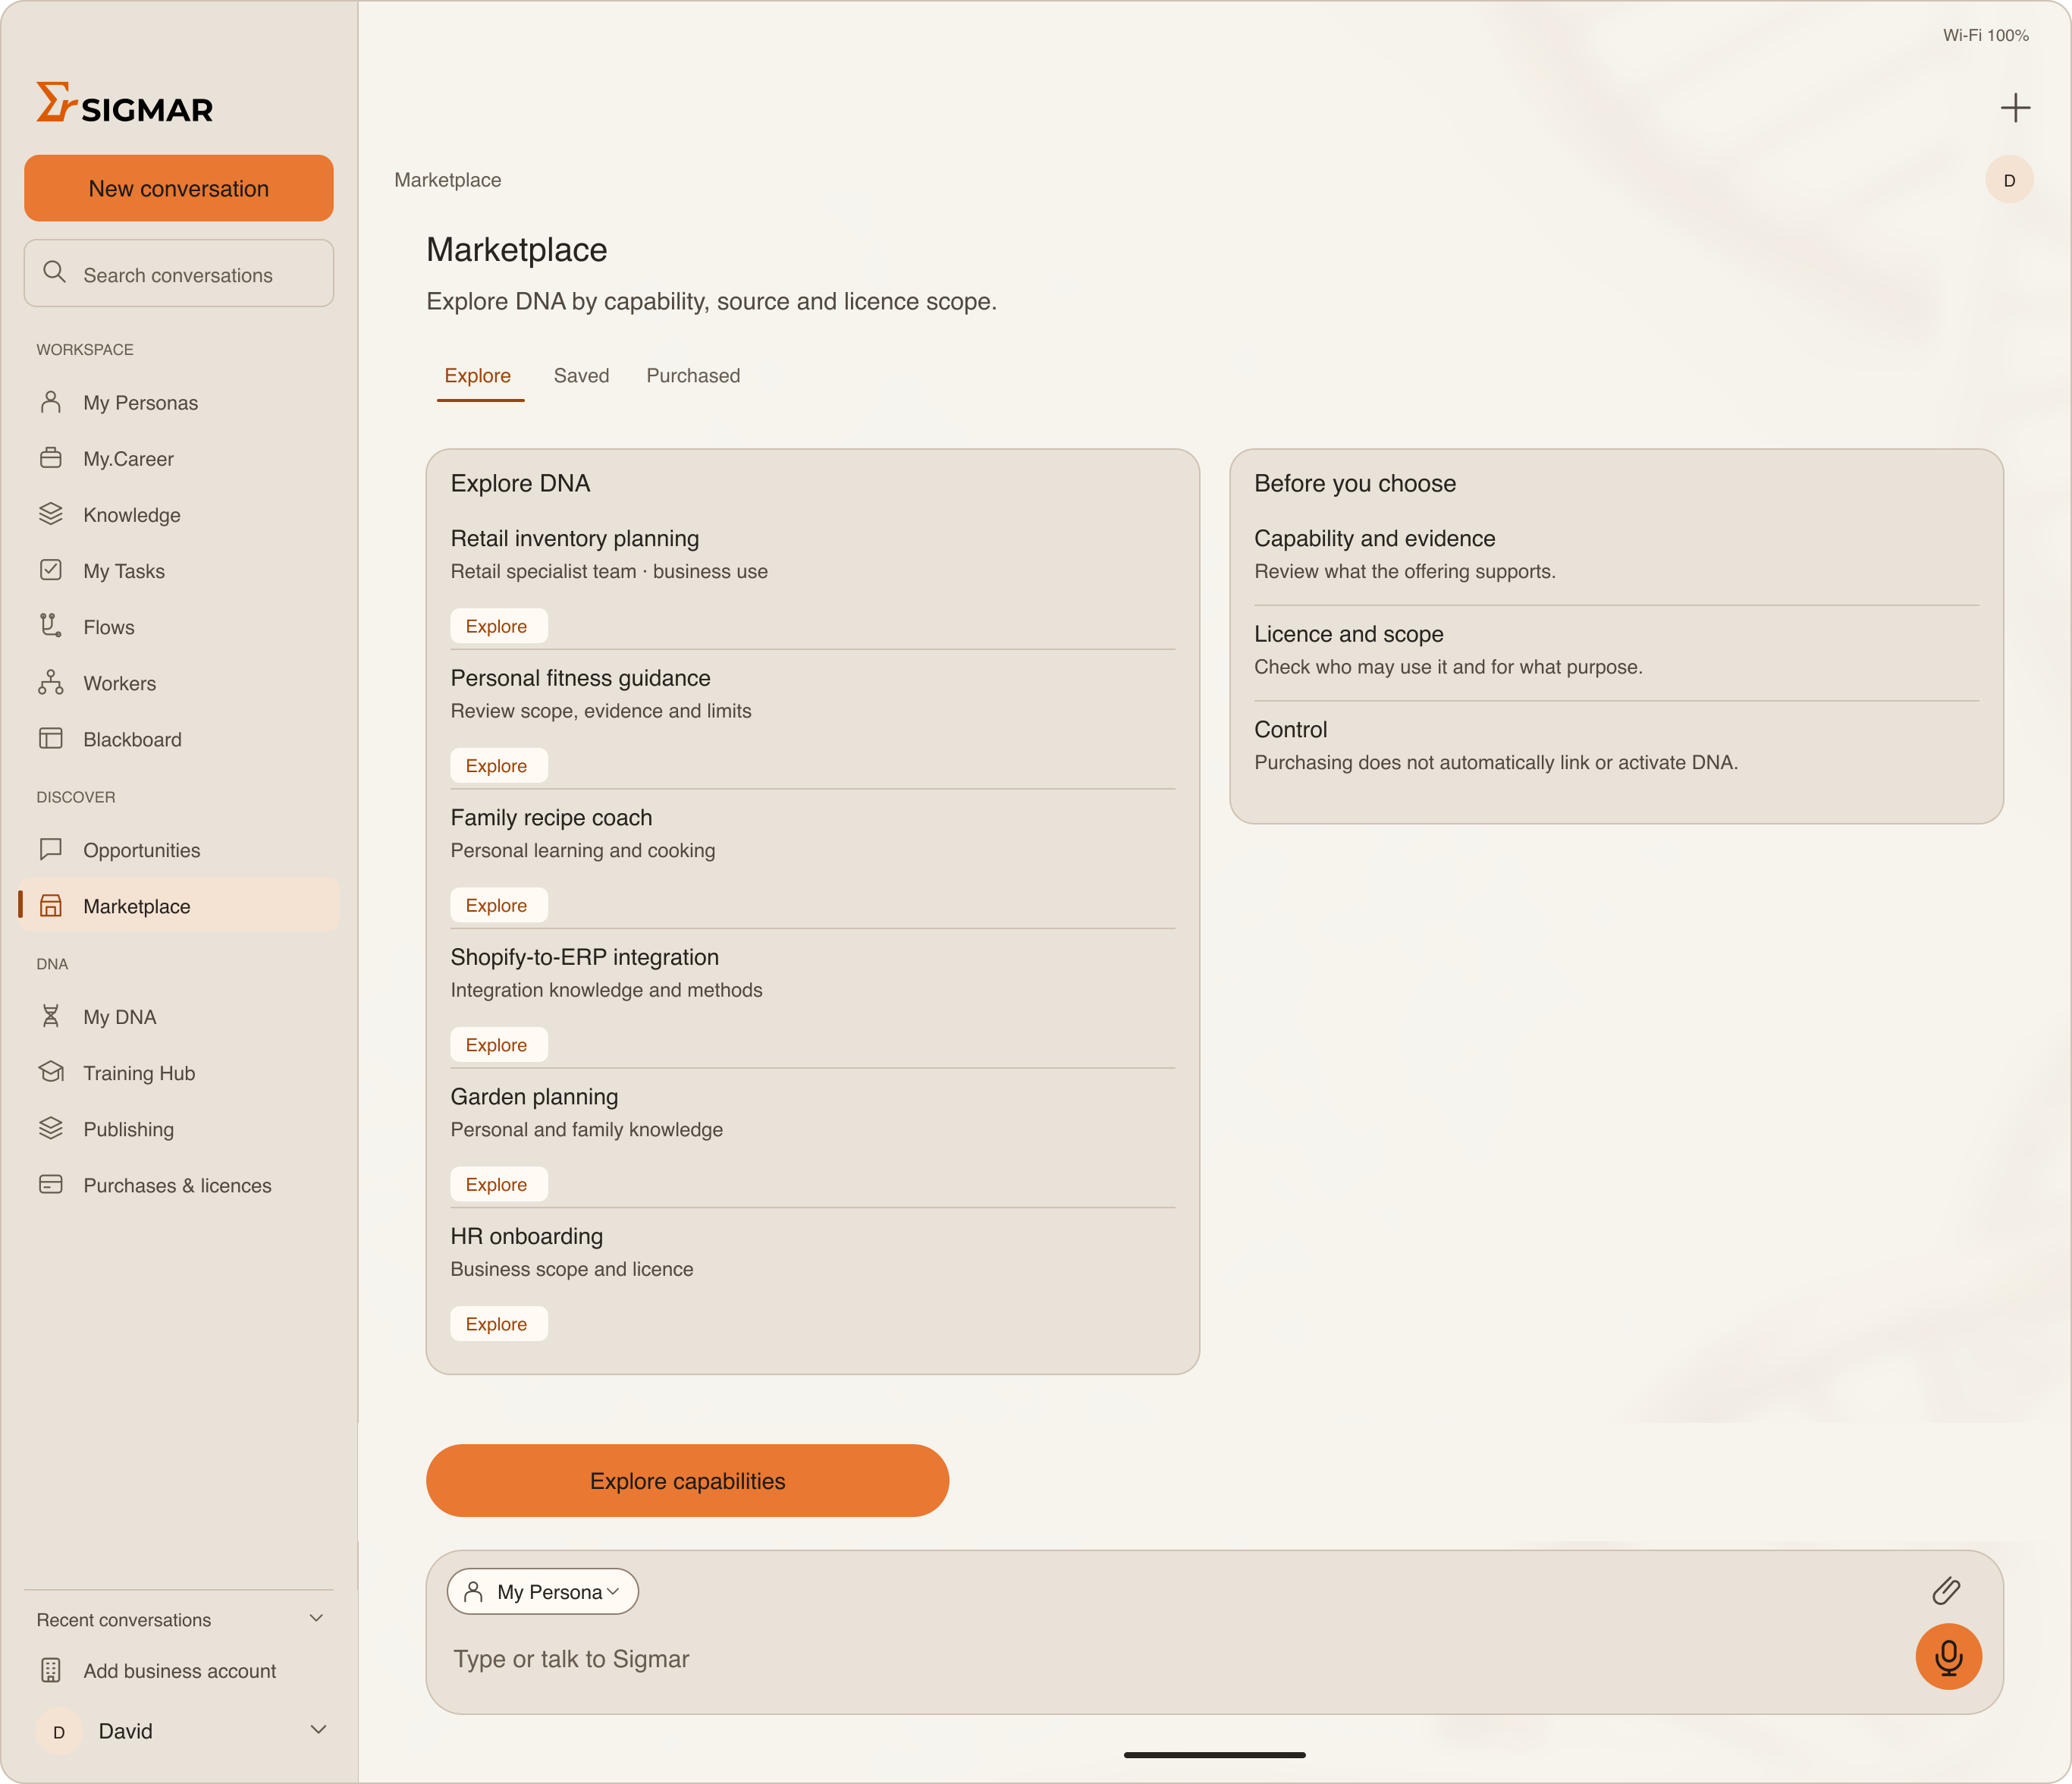 Wi-Fi 100%
Σr SIGMAR
New conversation
Search conversations
WORKSPACE
My Personas
My.Career
Knowledge
My Tasks
Flows
Workers
Blackboard
DISCOVER
Opportunities
Marketplace
DNA
My DNA
Training Hub
Publishing
Purchases & licences
Recent conversations
Add business account
D David
Marketplace
D
Marketplace
Explore DNA by capability, source and licence scope.
Explore Saved Purchased
Explore DNA
Retail inventory planning
Retail specialist team · business use
Explore
Personal fitness guidance
Review scope, evidence and limits
Explore
Family recipe coach
Personal learning and cooking
Explore
Shopify-to-ERP integration
Integration knowledge and methods
Explore
Garden planning
Personal and family knowledge
Explore
HR onboarding
Business scope and licence
Explore
Before you choose
Capability and evidence
Review what the offering supports.
Licence and scope
Check who may use it and for what purpose.
Control
Purchasing does not automatically link or activate DNA.
Explore capabilities
My Persona
Type or talk to Sigmar